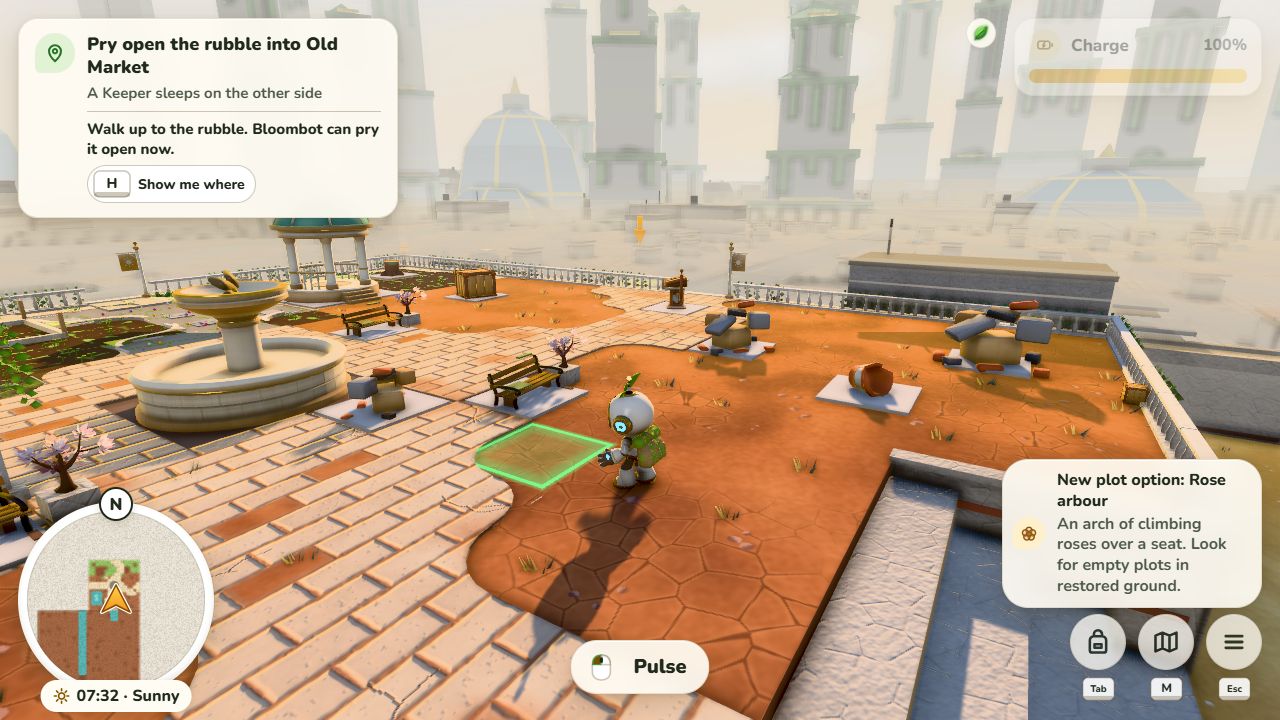 Pry open the rubble into Old
Market
A Keeper sleeps on the other side
Walk up to the rubble. Bloombot can pry
it open now.
H Show me where
Charge 100%
New plot option: Rose
arbour
An arch of climbing
roses over a seat. Look
for empty plots in
restored ground.
N
07:32 · Sunny
Pulse
Tab M Esc